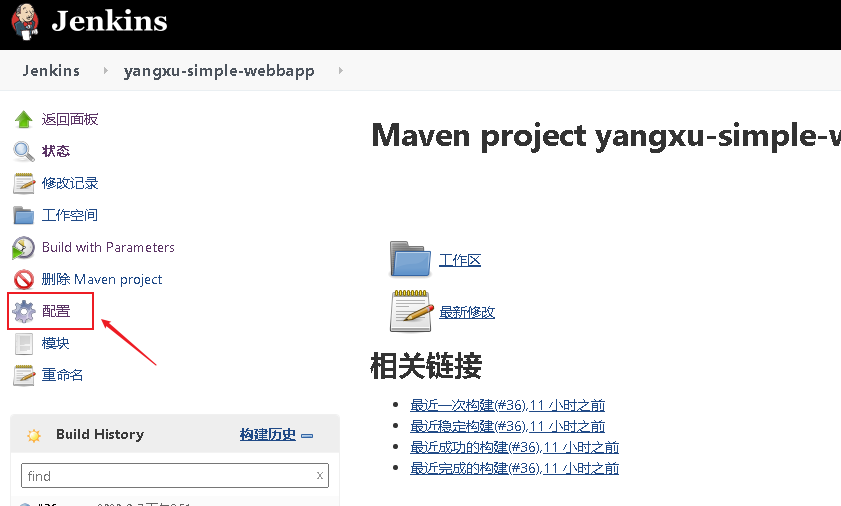 Jenkins
Jenkins yangxu-simple-webbapp
返回面板
状态
修改记录
工作空间
Build with Parameters
删除 Maven project
配置
模块
重命名
Build History 构建历史
find x
Maven project yangxu-simple-w
工作区
最新修改
相关链接
最近一次构建(#36),11 小时之前
最近稳定构建(#36),11 小时之前
最近成功的构建(#36),11 小时之前
最近完成的构建(#36),11 小时之前